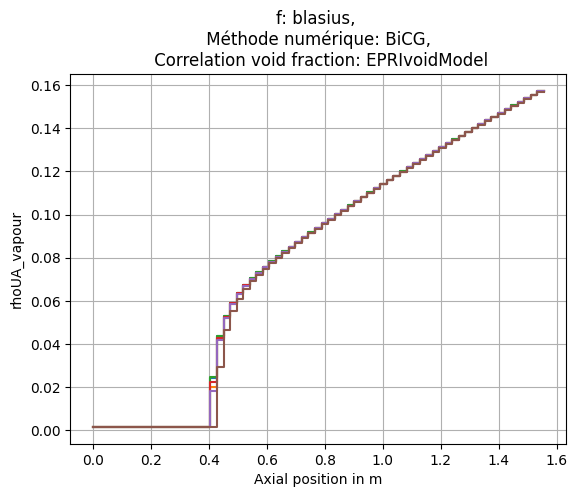 f: blasius,
Méthode numérique: BiCG,
Correlation void fraction: EPRIvoidModel
0.16
0.14
0.12
0.10
0.08
0.06
0.04
0.02
0.00
rhoUA_vapour
0.0 0.2 0.4 0.6 0.8 1.0 1.2 1.4 1.6
Axial position in m